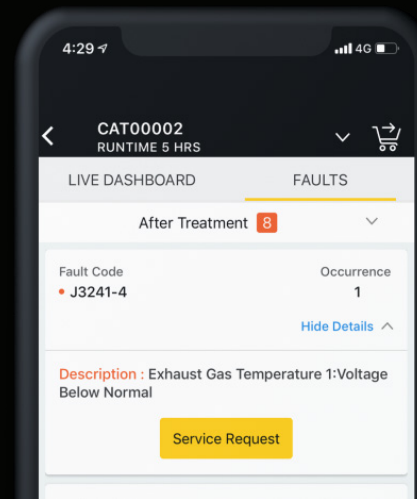 4:29 4G
CAT00002
RUNTIME 5 HRS
LIVE DASHBOARD FAULTS
After Treatment 8
Fault Code Occurrence
• J3241-4 1
Hide Details
Description : Exhaust Gas Temperature 1:Voltage
Below Normal
Service Request